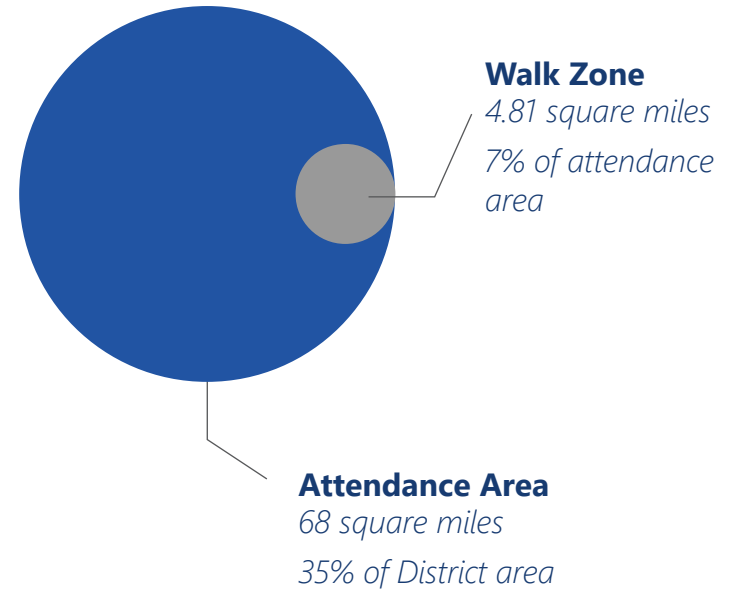 Walk Zone
4.81 square miles
7% of attendance
area
Attendance Area
68 square miles
35% of District area